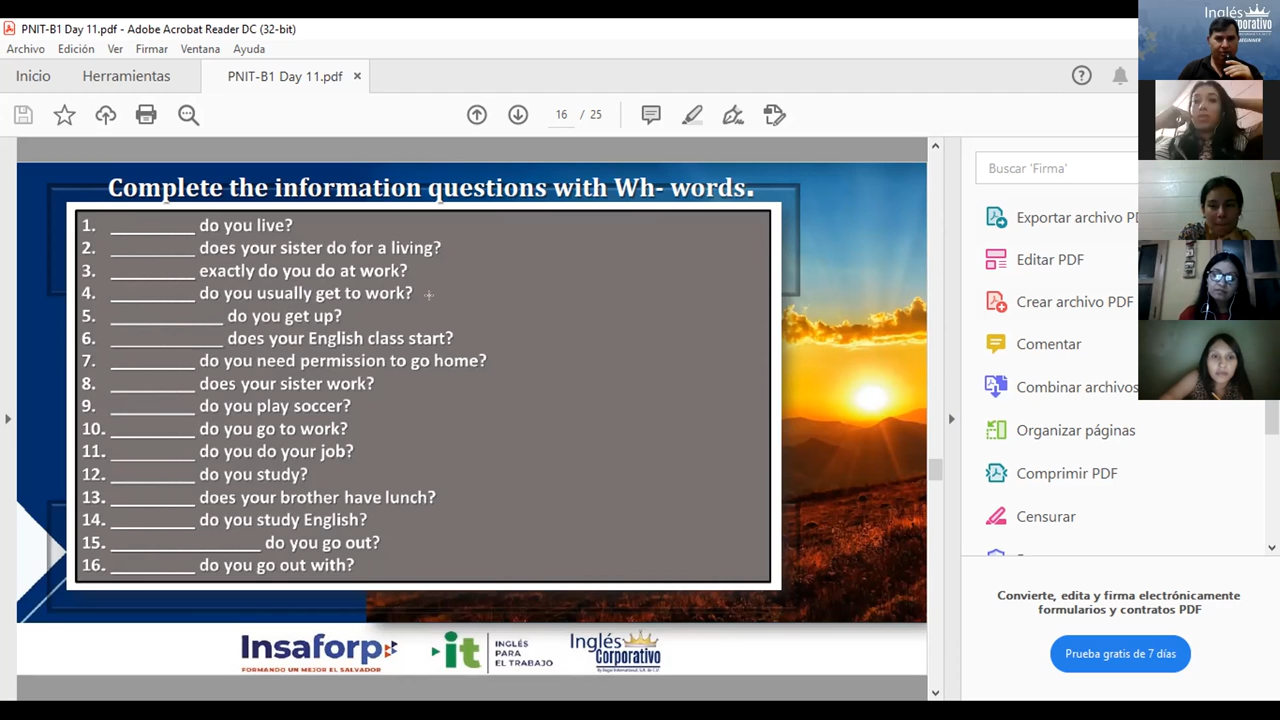 PNIT-B1 Day 11.pdf - Adobe Acrobat Reader DC (32-bit)
Archivo Edición Ver Firmar Ventana Ayuda
Inicio Herramientas PNIT-B1 Day 11.pdf ×
16 / 25
Complete the information questions with Wh- words.
1. _________ do you live?
2. _________ does your sister do for a living?
3. _________ exactly do you do at work?
4. _________ do you usually get to work?
5. ____________ do you get up?
6. ____________ does your English class start?
7. _________ do you need permission to go home?
8. _________ does your sister work?
9. _________ do you play soccer?
10. _________ do you go to work?
11. _________ do you do your job?
12. _________ do you study?
13. _________ does your brother have lunch?
14. _________ do you study English?
15. ________________ do you go out?
16. _________ do you go out with?
Insaforp
FORMANDO UN MEJOR EL SALVADOR
it
INGLÉS
PARA
EL TRABAJO
Inglés
Corporativo
Buscar 'Firma'
Exportar archivo PD
Editar PDF
Crear archivo PDF
Comentar
Combinar archivos
Organizar páginas
Comprimir PDF
Censurar
Convierte, edita y firma electrónicamente
formularios y contratos PDF
Prueba gratis de 7 días
Inglés
Corporativo
BEGINNER